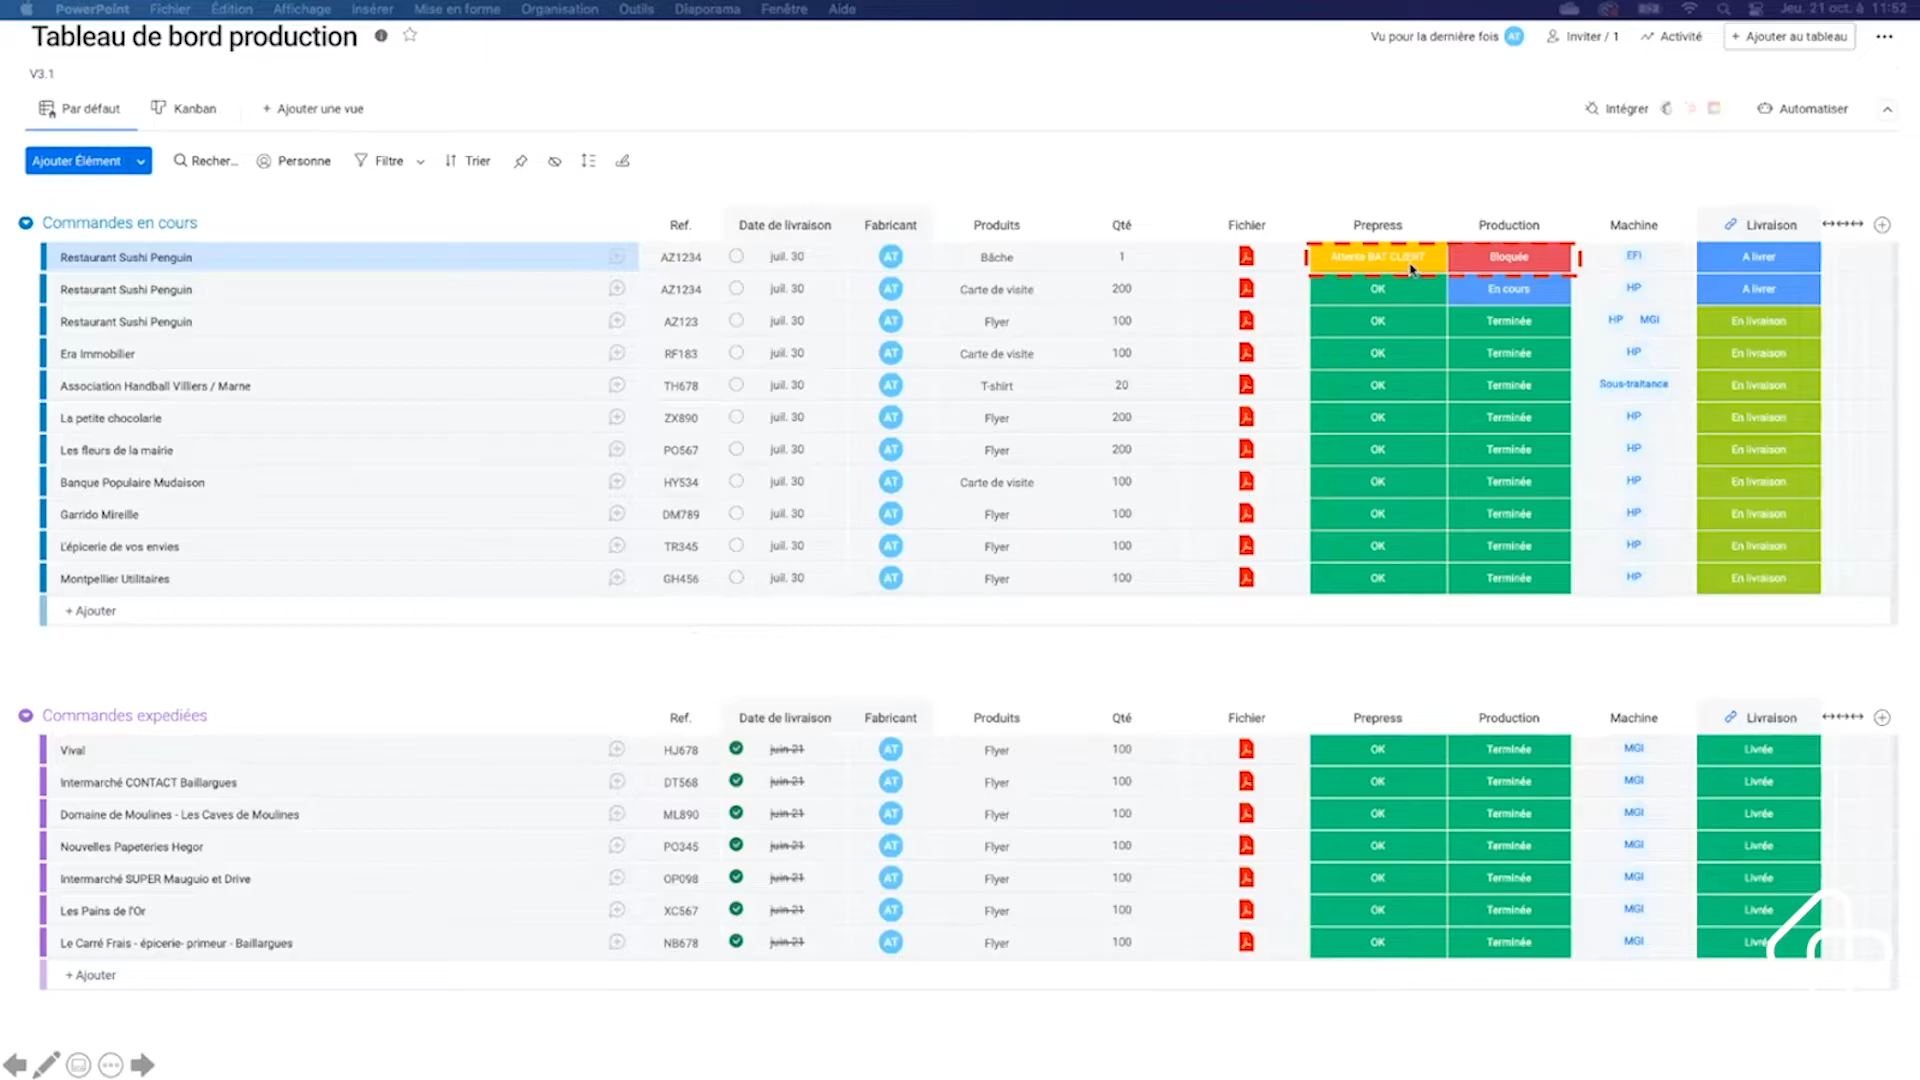 PowerPoint Fichier Édition Affichage Insérer Mise en forme Organisation Outils Diaporama Fenêtre Aide Jeu. 21 oct. à 11:52
Tableau de bord production Vu pour la dernière fois AT Inviter / 1 Activité + Ajouter au tableau
V3.1
Par défaut Kanban + Ajouter une vue Intégrer Automatiser
Ajouter Élément Recher... Personne Filtre Trier
Commandes en cours Ref. Date de livraison Fabricant Produits Qté Fichier Prepress Production Machine Livraison
Restaurant Sushi Penguin AZ1234 juil. 30 AT Bâche 1 Attente BAT CLIENT Bloquée EFI A livrer
Restaurant Sushi Penguin AZ1234 juil. 30 AT Carte de visite 200 OK En cours HP A livrer
Restaurant Sushi Penguin AZ123 juil. 30 AT Flyer 100 OK Terminée HP MGI En livraison
Era Immobilier RF183 juil. 30 AT Carte de visite 100 OK Terminée HP En livraison
Association Handball Villiers / Marne TH678 juil. 30 AT T-shirt 20 OK Terminée Sous-traitance En livraison
La petite chocolarie ZX890 juil. 30 AT Flyer 200 OK Terminée HP En livraison
Les fleurs de la mairie PO567 juil. 30 AT Flyer 200 OK Terminée HP En livraison
Banque Populaire Mudaison HY534 juil. 30 AT Carte de visite 100 OK Terminée HP En livraison
Garrido Mireille DM789 juil. 30 AT Flyer 100 OK Terminée HP En livraison
L'épicerie de vos envies TR345 juil. 30 AT Flyer 100 OK Terminée HP En livraison
Montpellier Utilitaires GH456 juil. 30 AT Flyer 100 OK Terminée HP En livraison
+ Ajouter
Commandes expediées Ref. Date de livraison Fabricant Produits Qté Fichier Prepress Production Machine Livraison
Vival HJ678 juin 21 AT Flyer 100 OK Terminée MGI Livrée
Intermarché CONTACT Baillargues DT568 juin 21 AT Flyer 100 OK Terminée MGI Livrée
Domaine de Moulines - Les Caves de Moulines ML890 juin 21 AT Flyer 100 OK Terminée MGI Livrée
Nouvelles Papeteries Hegor PO345 juin 21 AT Flyer 100 OK Terminée MGI Livrée
Intermarché SUPER Mauguio et Drive OP098 juin 21 AT Flyer 100 OK Terminée MGI Livrée
Les Pains de l'Or XC567 juin 21 AT Flyer 100 OK Terminée MGI Livrée
Le Carré Frais - épicerie- primeur - Baillargues NB678 juin 21 AT Flyer 100 OK Terminée MGI Livrée
+ Ajouter